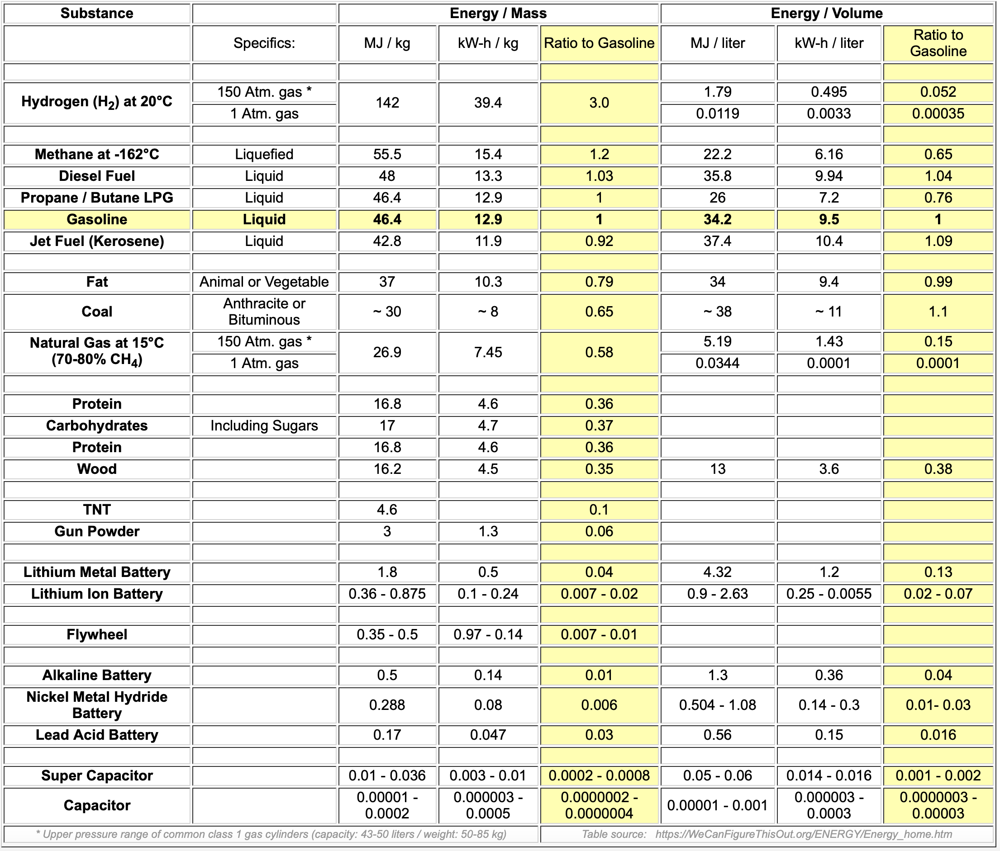 Substance Energy / Mass Energy / Volume
Specifics: MJ / kg kW-h / kg Ratio to Gasoline MJ / liter kW-h / liter Ratio to Gasoline
Hydrogen (H2) at 20°C 150 Atm. gas * 142 39.4 3.0 1.79 0.495 0.052
1 Atm. gas 0.0119 0.0033 0.00035
Methane at -162°C Liquefied 55.5 15.4 1.2 22.2 6.16 0.65
Diesel Fuel Liquid 48 13.3 1.03 35.8 9.94 1.04
Propane / Butane LPG Liquid 46.4 12.9 1 26 7.2 0.76
Gasoline Liquid 46.4 12.9 1 34.2 9.5 1
Jet Fuel (Kerosene) Liquid 42.8 11.9 0.92 37.4 10.4 1.09
Fat Animal or Vegetable 37 10.3 0.79 34 9.4 0.99
Coal Anthracite or Bituminous ~ 30 ~ 8 0.65 ~ 38 ~ 11 1.1
Natural Gas at 15°C (70-80% CH4) 150 Atm. gas * 26.9 7.45 0.58 5.19 1.43 0.15
1 Atm. gas 0.0344 0.0001 0.0001
Protein 16.8 4.6 0.36
Carbohydrates Including Sugars 17 4.7 0.37
Protein 16.8 4.6 0.36
Wood 16.2 4.5 0.35 13 3.6 0.38
TNT 4.6 0.1
Gun Powder 3 1.3 0.06
Lithium Metal Battery 1.8 0.5 0.04 4.32 1.2 0.13
Lithium Ion Battery 0.36 - 0.875 0.1 - 0.24 0.007 - 0.02 0.9 - 2.63 0.25 - 0.0055 0.02 - 0.07
Flywheel 0.35 - 0.5 0.97 - 0.14 0.007 - 0.01
Alkaline Battery 0.5 0.14 0.01 1.3 0.36 0.04
Nickel Metal Hydride Battery 0.288 0.08 0.006 0.504 - 1.08 0.14 - 0.3 0.01- 0.03
Lead Acid Battery 0.17 0.047 0.03 0.56 0.15 0.016
Super Capacitor 0.01 - 0.036 0.003 - 0.01 0.0002 - 0.0008 0.05 - 0.06 0.014 - 0.016 0.001 - 0.002
Capacitor 0.00001 - 0.0002 0.000003 - 0.0005 0.0000002 - 0.0000004 0.00001 - 0.001 0.000003 - 0.0003 0.0000003 - 0.00003
* Upper pressure range of common class 1 gas cylinders (capacity: 43-50 liters / weight: 50-85 kg) Table source: https://WeCanFigureThisOut.org/ENERGY/Energy_home.htm